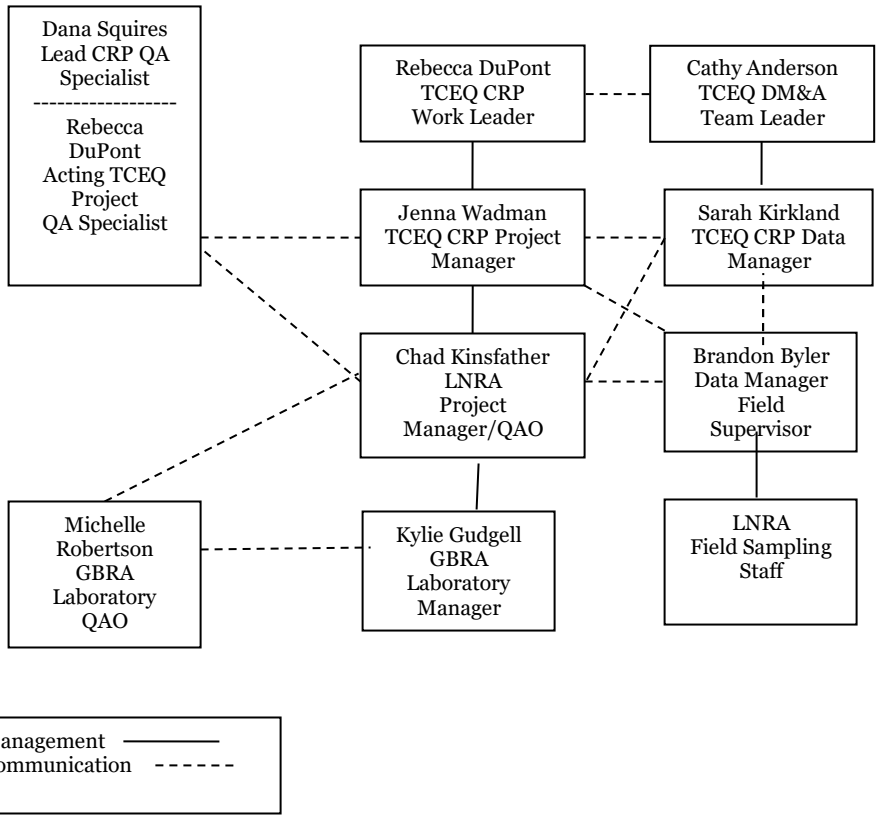 Dana Squires
Lead CRP QA
Specialist
-------------------
Rebecca
DuPont
Acting TCEQ
Project
QA Specialist
Rebecca DuPont
TCEQ CRP
Work Leader
Cathy Anderson
TCEQ DM&A
Team Leader
Jenna Wadman
TCEQ CRP Project
Manager
Sarah Kirkland
TCEQ CRP Data
Manager
Chad Kinsfather
LNRA
Project
Manager/QAO
Brandon Byler
Data Manager
Field
Supervisor
Michelle
Robertson
GBRA
Laboratory
QAO
Kylie Gudgell
GBRA
Laboratory
Manager
LNRA
Field Sampling
Staff
anagement
ommunication